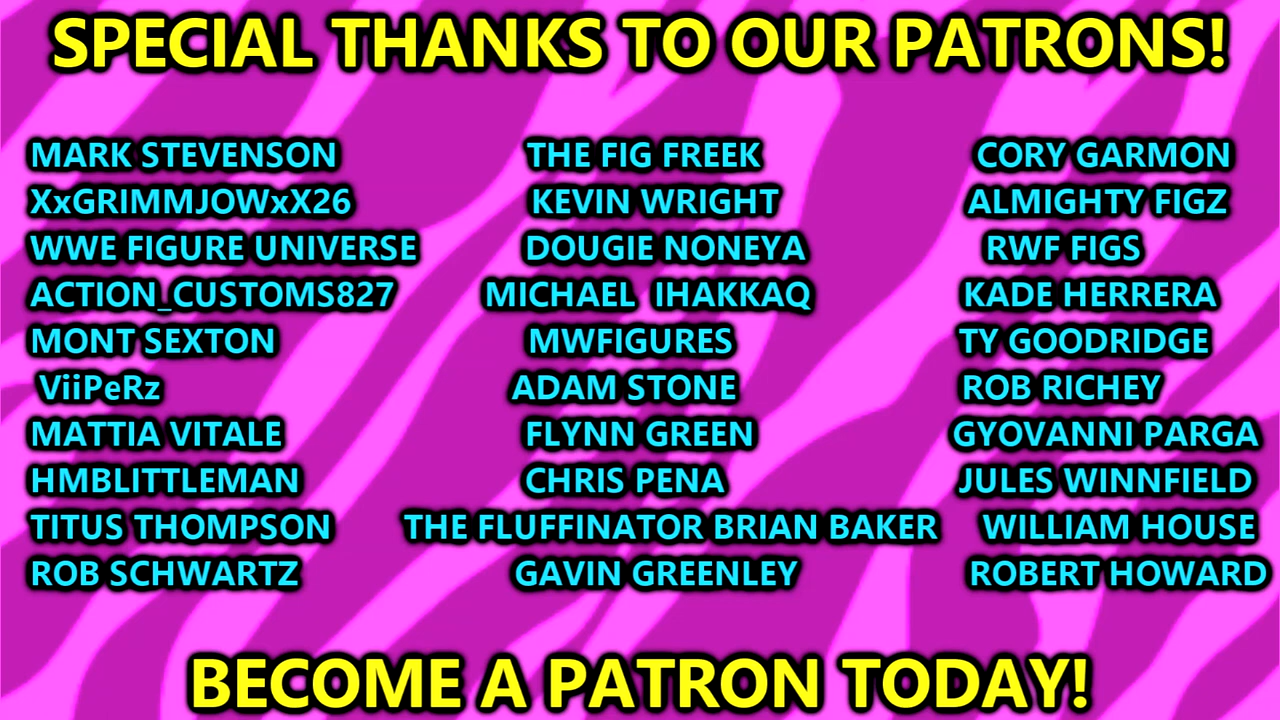 SPECIAL THANKS TO OUR PATRONS!
MARK STEVENSON THE FIG FREEK CORY GARMON
XxGRIMMJOWxX26 KEVIN WRIGHT ALMIGHTY FIGZ
WWE FIGURE UNIVERSE DOUGIE NONEYA RWF FIGS
ACTION_CUSTOMS827 MICHAEL IHAKKAQ KADE HERRERA
MONT SEXTON MWFIGURES TY GOODRIDGE
ViiPeRz ADAM STONE ROB RICHEY
MATTIA VITALE FLYNN GREEN GYOVANNI PARGA
HMBLITTLEMAN CHRIS PENA JULES WINNFIELD
TITUS THOMPSON THE FLUFFINATOR BRIAN BAKER WILLIAM HOUSE
ROB SCHWARTZ GAVIN GREENLEY ROBERT HOWARD
BECOME A PATRON TODAY!